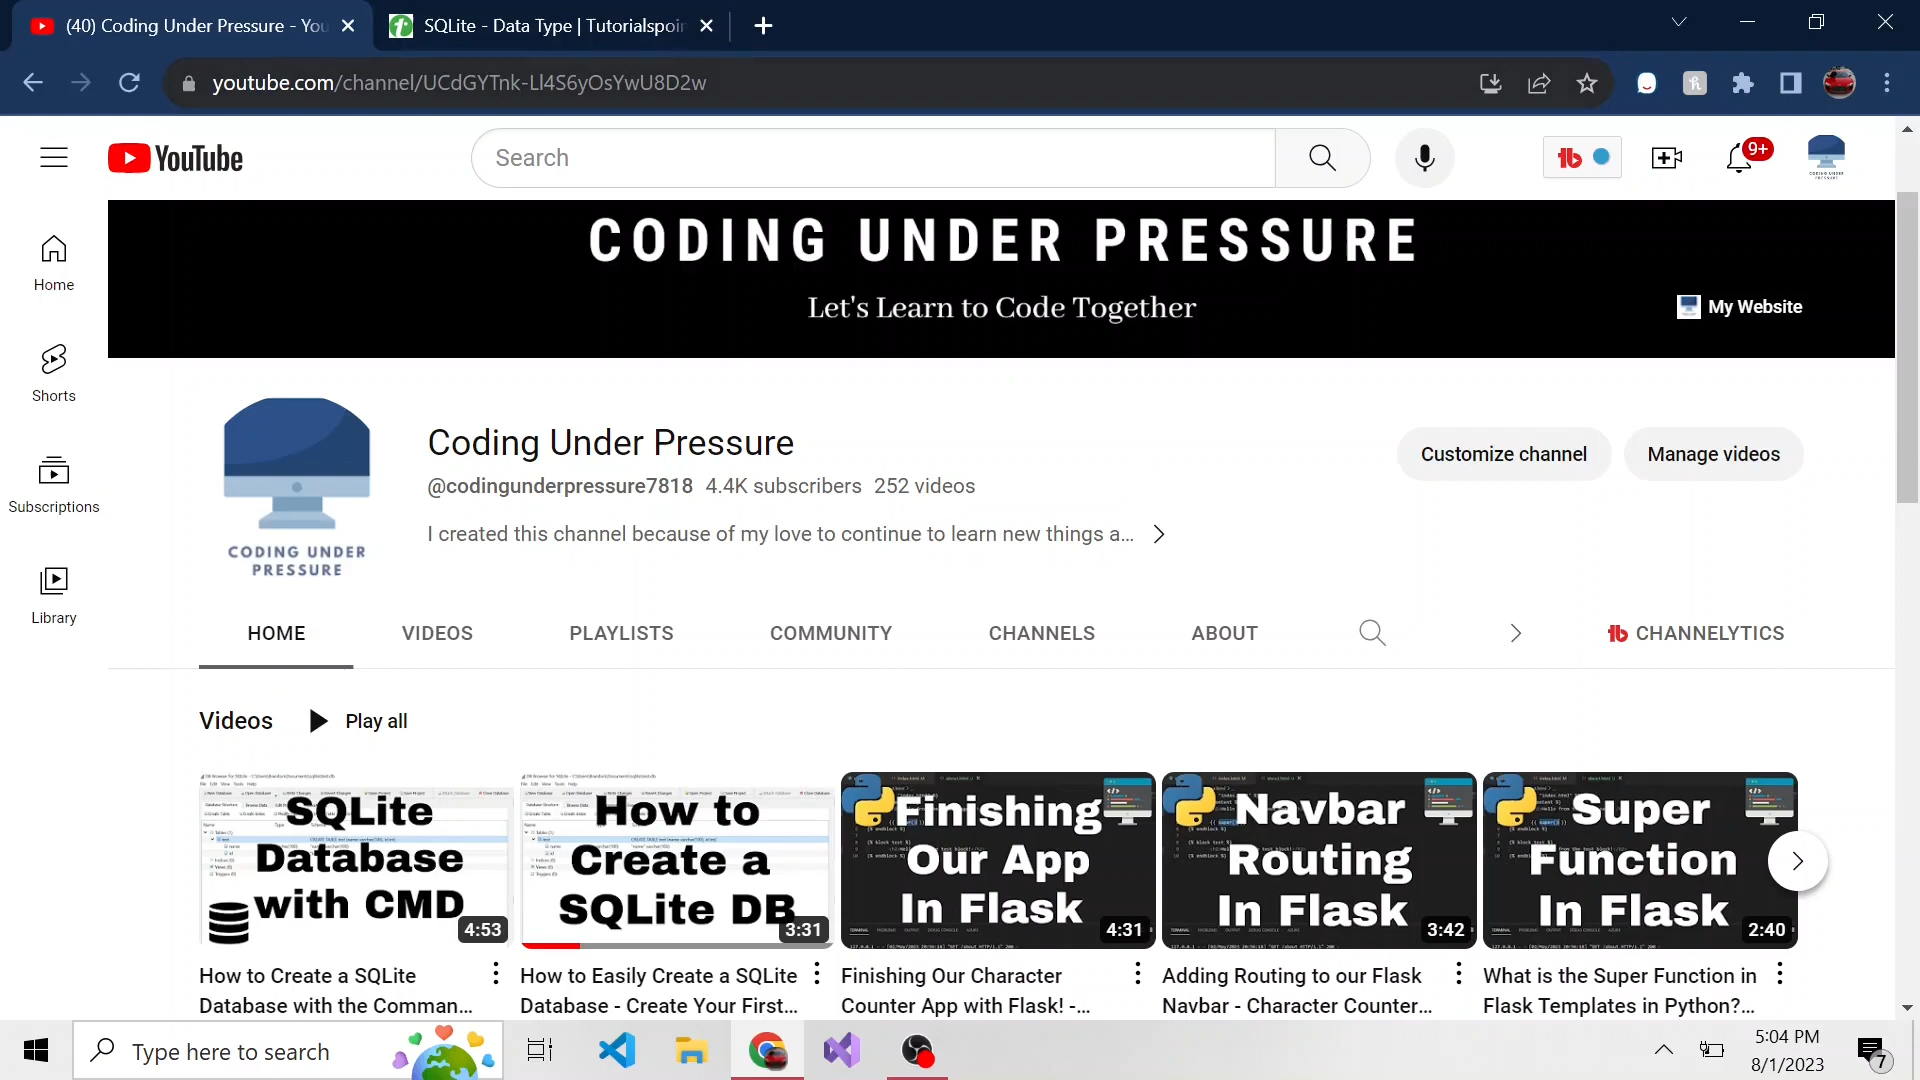 (40) Coding Under Pressure - You
SQLite - Data Type | Tutorialspoin
youtube.com/channel/UCdGYTnk-Ll4S6yOsYwU8D2w
YouTube
Search
9+
CODING UNDER PRESSURE
Let's Learn to Code Together
My Website
Home
Shorts
Subscriptions
Library
CODING UNDER
PRESSURE
Coding Under Pressure
@codingunderpressure7818 4.4K subscribers 252 videos
I created this channel because of my love to continue to learn new things a...
Customize channel
Manage videos
HOME VIDEOS PLAYLISTS COMMUNITY CHANNELS ABOUT CHANNELYTICS
Videos Play all
SQLite
Database
with CMD
4:53
How to
Create a
SQLite DB
3:31
Finishing
Our App
In Flask
4:31
Navbar
Routing
In Flask
3:42
Super
Function
In Flask
2:40
How to Create a SQLite
Database with the Comman...
How to Easily Create a SQLite
Database - Create Your First...
Finishing Our Character
Counter App with Flask! -...
Adding Routing to our Flask
Navbar - Character Counter...
What is the Super Function in
Flask Templates in Python?...
Type here to search
5:04 PM
8/1/2023
7